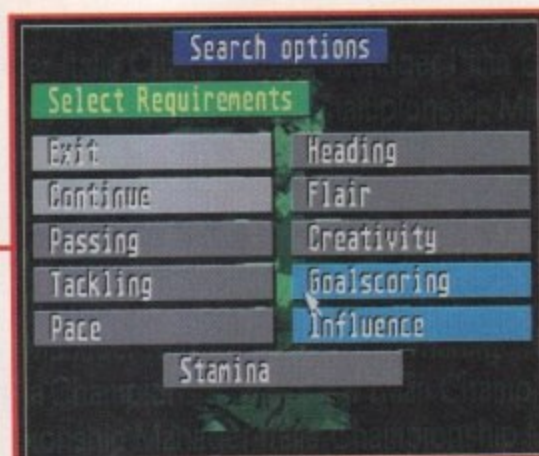 Search options
Select Requirements
Exit
Continue
Passing
Tackling
Pace
Heading
Flair
Creativity
Goalscoring
Influence
Stamina